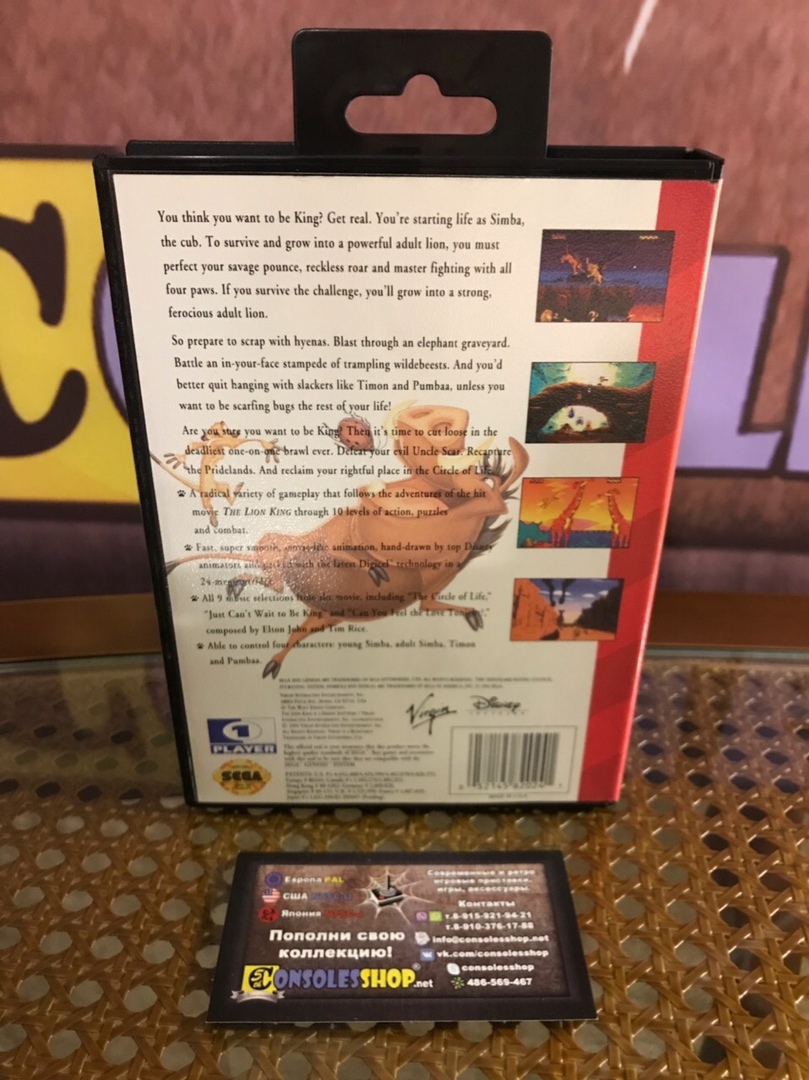 You think you want to be King? Get real. You're starting life as Simba,
the cub. To survive and grow into a powerful adult lion, you must
perfect your savage pounce, reckless roar and master fighting with all
four paws. If you survive the challenge, you'll grow into a strong,
ferocious adult lion.
So prepare to scrap with hyenas. Blast through an elephant graveyard.
Battle an in-your-face stampede of trampling wildebeests. And you'd
better quit hanging with slackers like Timon and Pumbaa, unless you
want to be scarfing bugs the rest of your life!
Are you sure you want to be King? Then it's time to cut loose in the
deadliest one-on-one brawl ever. Defeat your evil Uncle Scar. Recapture
the Pridelands. And reclaim your rightful place in the Circle of Life.
A radical variety of gameplay that follows the adventures of the hit
movie THE LION KING through 10 levels of action, puzzles
and combat.
Fast, super smooth, animation, hand-drawn by top Disney
animators with the latest Digicel technology in a
All 9 music selections from the movie, including "The Circle of Life,"
"Just Can't Wait to Be King" and "Can You Feel the Love Tonight,"
composed by Elton John and Tim Rice.
Able to control four characters: young Simba, adult Simba, Timon
and Pumbaa.
Virgin
Disney
SOFTWARE
1
PLAYER
SEGA
Европа PAL
США
Япония
Пополни свою
коллекцию!
CONSOLESSHOP.net
Современные и ретро
игровые приставки,
игры, аксессуары.
Контакты
т.8-915-921-94-21
т.8-910-376-17-88
info@consolesshop.net
vk.com/consolesshop
consolesshop
486-569-467